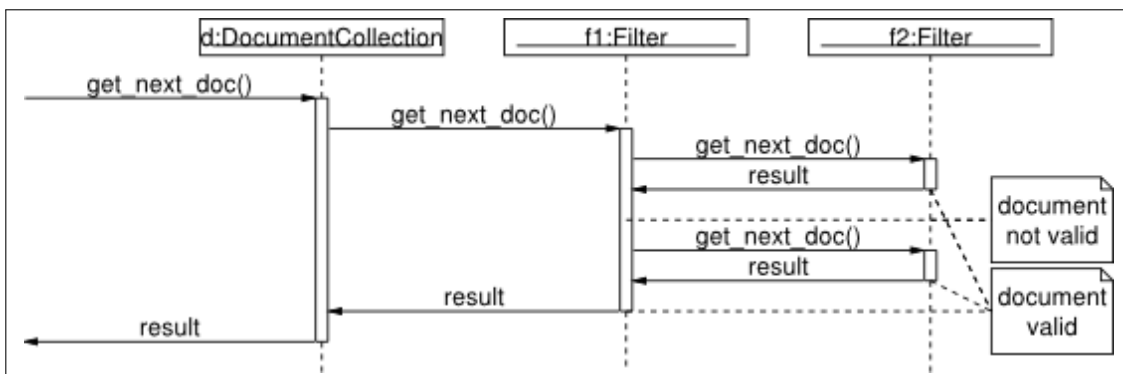 d:DocumentCollection
f1:Filter
f2:Filter
get_next_doc()
get_next_doc()
get_next_doc()
result
document
not valid
get_next_doc()
result
result
document
valid
result